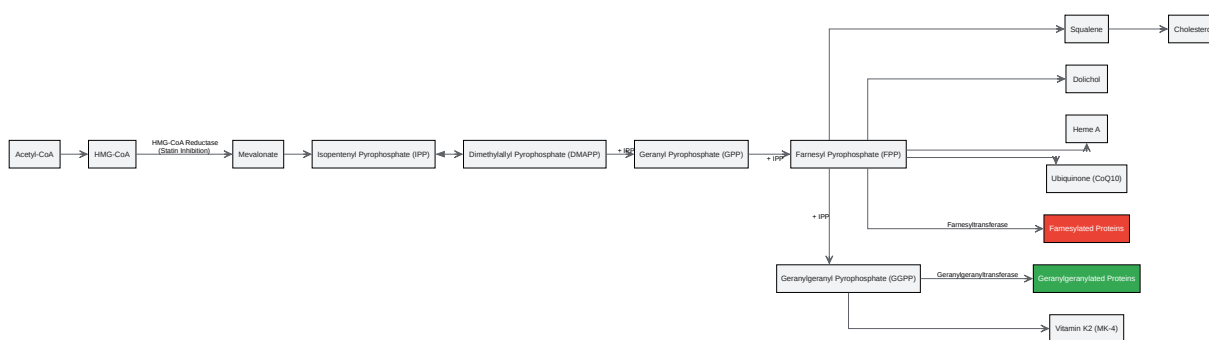 Squalene
Cholestero
Dolichol
Heme A
HMG-CoA Reductase
(Statin Inhibition)
Acetyl-CoA
HMG-CoA
Mevalonate
Isopentenyl Pyrophosphate (IPP)
Dimethylallyl Pyrophosphate (DMAPP)
+ IPP
Geranyl Pyrophosphate (GPP)
+ IPP
Farnesyl Pyrophosphate (FPP)
Ubiquinone (CoQ10)
+ IPP
Farnesyltransferase
Farnesylated Proteins
Geranylgeranyl Pyrophosphate (GGPP)
Geranylgeranyltransferase
Geranylgeranylated Proteins
Vitamin K2 (MK-4)